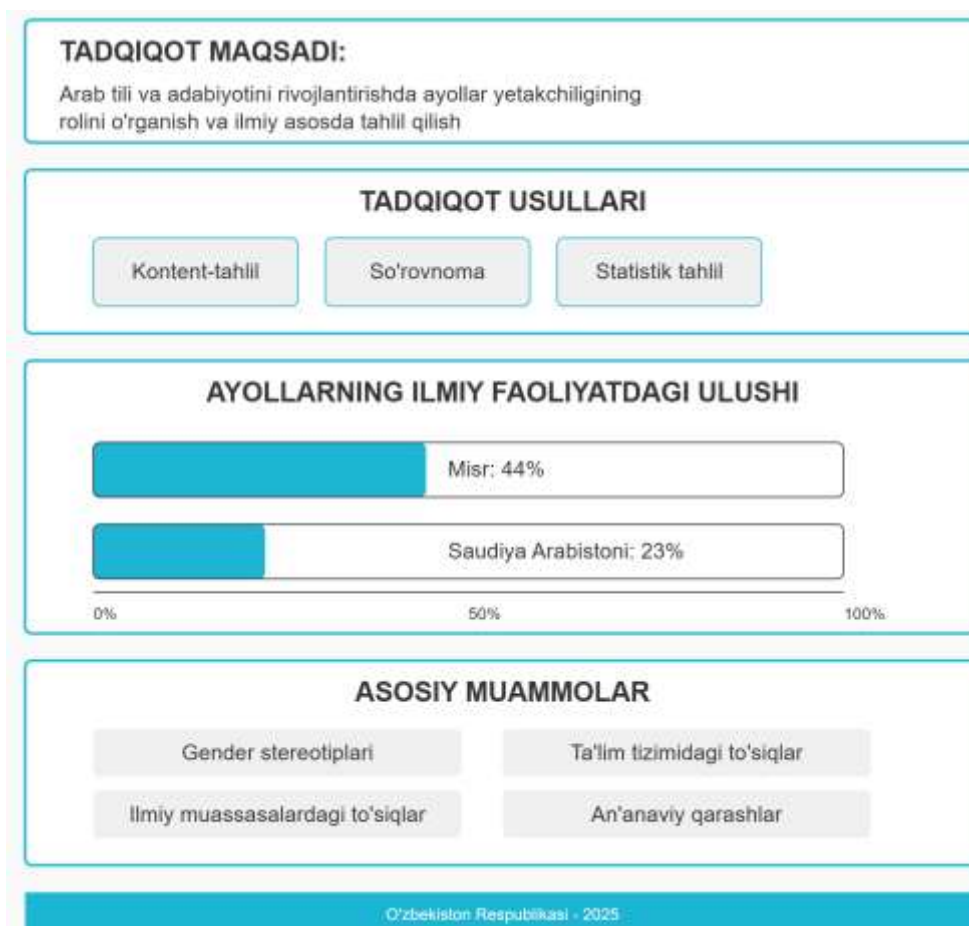 TADQIQOT MAQSADI:
Arab tili va adabiyotini rivojlantirishda ayollar yetakchiligining
rolini o'rganish va ilmiy asosda tahlil qilish
TADQIQOT USULLARI
Kontent-tahlil
So'rovnoma
Statistik tahlil
AYOLLARNING ILMIY FAOLIYATDAGI ULUSHI
Misr: 44%
Saudiya Arabistoni: 23%
0%
50%
100%
ASOSIY MUAMMOLAR
Gender stereotiplari
Ta'lim tizimidagi to'siqlar
Ilmiy muassasalardagi to'siqlar
An'anaviy qarashlar
O'zbekiston Respublikasi - 2025